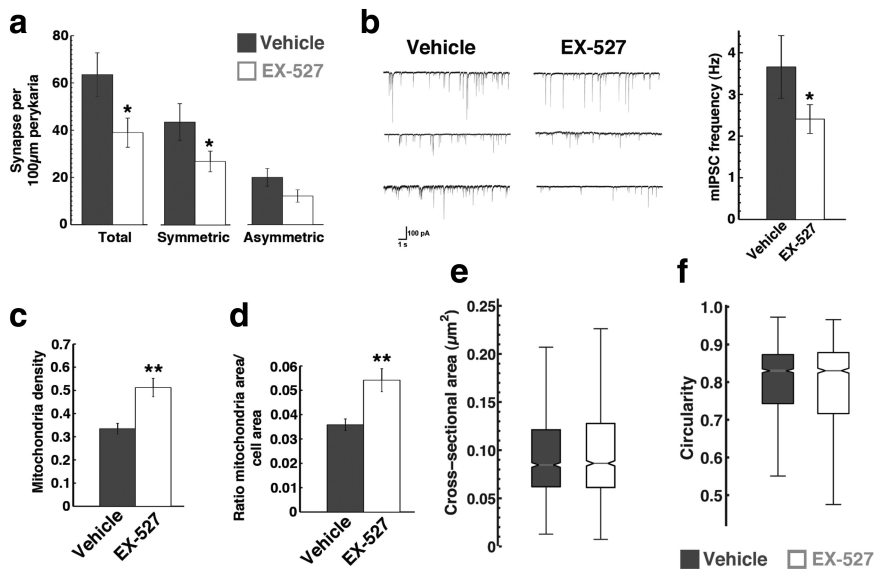 a
Synapse per
100µm perykaria
80
60
40
20
0
*
*
Total
Symmetric
Asymmetric
Vehicle
EX-527
b
Vehicle
EX-527
100 pA
1 s
mIPSC frequency (Hz)
4
3
2
1
0
*
Vehicle
EX-527
c
Mitochondria density
0.7
0.6
0.5
0.4
0.3
0.2
0.1
0
**
Vehicle
EX-527
d
Ratio mitochondria area/
cell area
0.06
0.05
0.04
0.03
0.02
0.01
0
**
Vehicle
EX-527
e
Cross-sectional area (µm²)
0.25
0.20
0.15
0.10
0.05
0
f
Circularity
1.0
0.9
0.8
0.7
0.6
0.5
Vehicle
EX-527